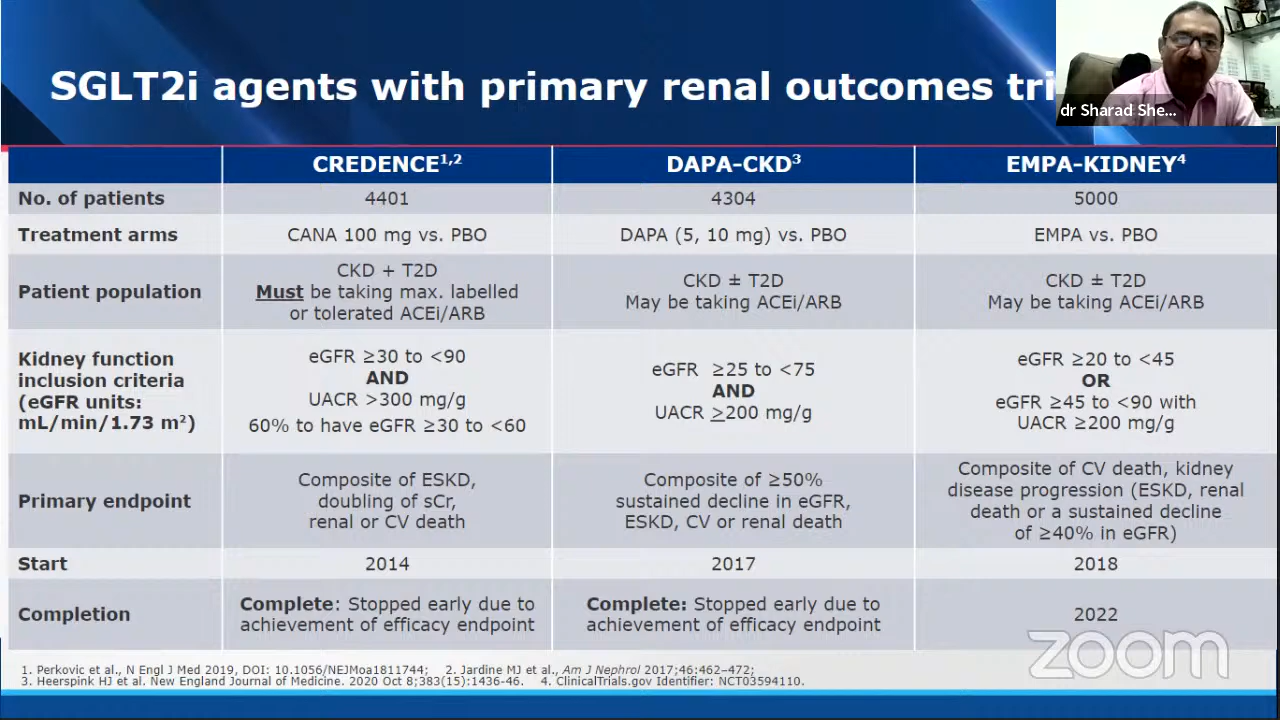 SGLT2i agents with primary renal outcomes tri
dr Sharad She...
CREDENCE1,2 DAPA-CKD3 EMPA-KIDNEY4
No. of patients 4401 4304 5000
Treatment arms CANA 100 mg vs. PBO DAPA (5, 10 mg) vs. PBO EMPA vs. PBO
Patient population
CKD + T2D
Must be taking max. labelled
or tolerated ACEi/ARB
CKD ± T2D
May be taking ACEi/ARB
CKD ± T2D
May be taking ACEi/ARB
Kidney function
inclusion criteria
(eGFR units:
mL/min/1.73 m²)
eGFR ≥30 to <90
AND
UACR >300 mg/g
60% to have eGFR ≥30 to <60
eGFR ≥25 to <75
AND
UACR ≥200 mg/g
eGFR ≥20 to <45
OR
eGFR ≥45 to <90 with
UACR ≥200 mg/g
Primary endpoint
Composite of ESKD,
doubling of sCr,
renal or CV death
Composite of ≥50%
sustained decline in eGFR,
ESKD, CV or renal death
Composite of CV death, kidney
disease progression (ESKD, renal
death or a sustained decline
of ≥40% in eGFR)
Start 2014 2017 2018
Completion
Complete: Stopped early due to
achievement of efficacy endpoint
Complete: Stopped early due to
achievement of efficacy endpoint
2022
zoom
1. Perkovic et al., N Engl J Med 2019, DOI: 10.1056/NEJMoa1811744; 2. Jardine MJ et al., Am J Nephrol 2017;46:462–472;
3. Heerspink HJ et al. New England Journal of Medicine. 2020 Oct 8;383(15):1436-46. 4. ClinicalTrials.gov Identifier: NCT03594110.